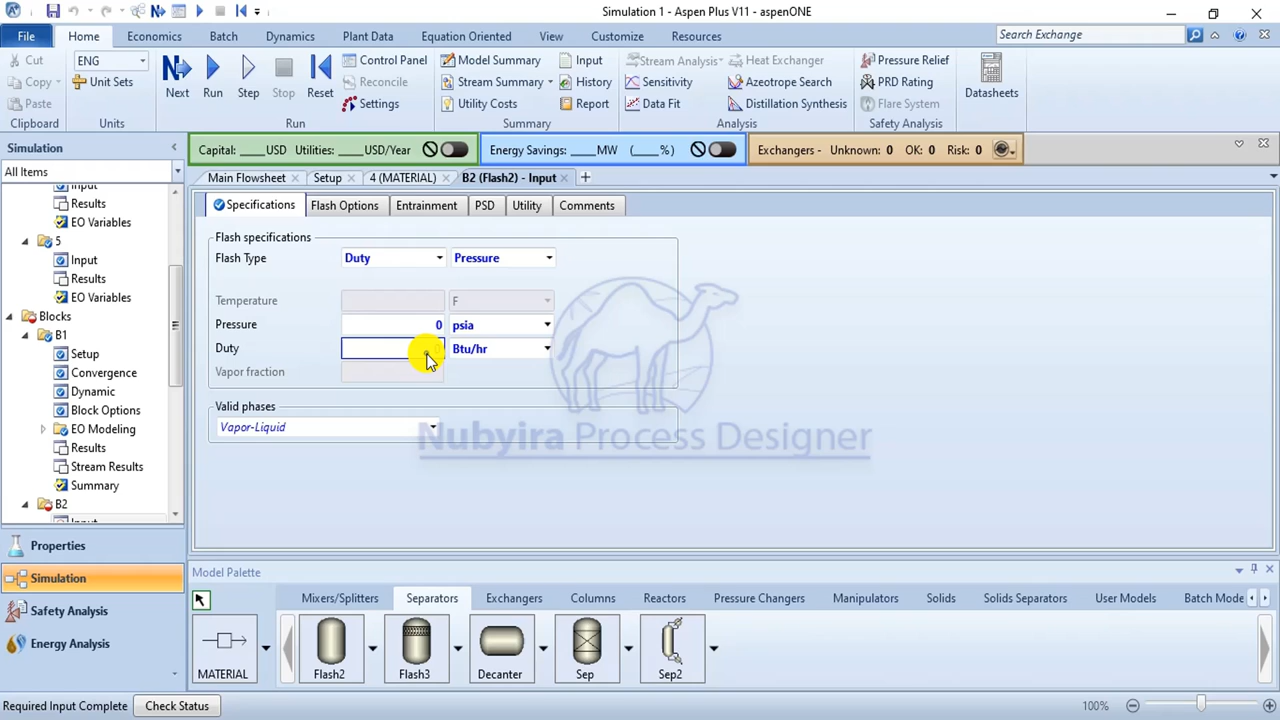 Simulation 1 - Aspen Plus V11 - aspenONE
File Home Economics Batch Dynamics Plant Data Equation Oriented View Customize Resources Search Exchange
Cut ENG Control Panel Model Summary Input Stream Analysis Heat Exchanger Pressure Relief
Copy Unit Sets Next Run Step Stop Reset Reconcile Stream Summary History Sensitivity Azeotrope Search PRD Rating Datasheets
Paste Settings Utility Costs Report Data Fit Distillation Synthesis Flare System
Clipboard Units Run Summary Analysis Safety Analysis
Simulation Capital: ____USD Utilities: ____USD/Year Energy Savings: ____MW (____%) Exchangers - Unknown: 0 OK: 0 Risk: 0
All Items Main Flowsheet Setup 4 (MATERIAL) B2 (Flash2) - Input
Input
Results
EO Variables
5
Input
Results
EO Variables
Blocks
B1
Setup
Convergence
Dynamic
Block Options
EO Modeling
Results
Stream Results
Summary
B2
Input
Specifications Flash Options Entrainment PSD Utility Comments
Flash specifications
Flash Type Duty Pressure
Temperature F
Pressure 0 psia
Duty Btu/hr
Vapor fraction
Valid phases
Vapor-Liquid
Nubyira Process Designer
Properties
Simulation
Safety Analysis
Energy Analysis
Model Palette
Mixers/Splitters Separators Exchangers Columns Reactors Pressure Changers Manipulators Solids Solids Separators User Models Batch Mode
MATERIAL Flash2 Flash3 Decanter Sep Sep2
Required Input Complete Check Status 100%